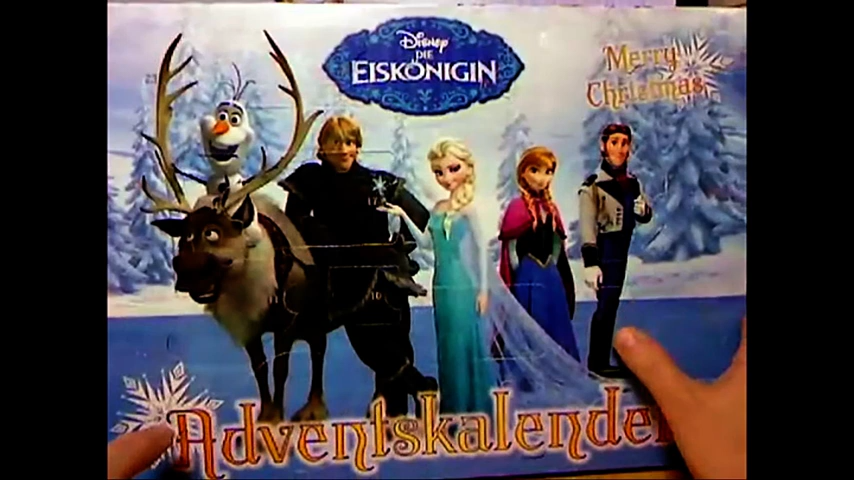 Disney
DIE
EISKÖNIGIN
Merry
Christmas
Adventskalender